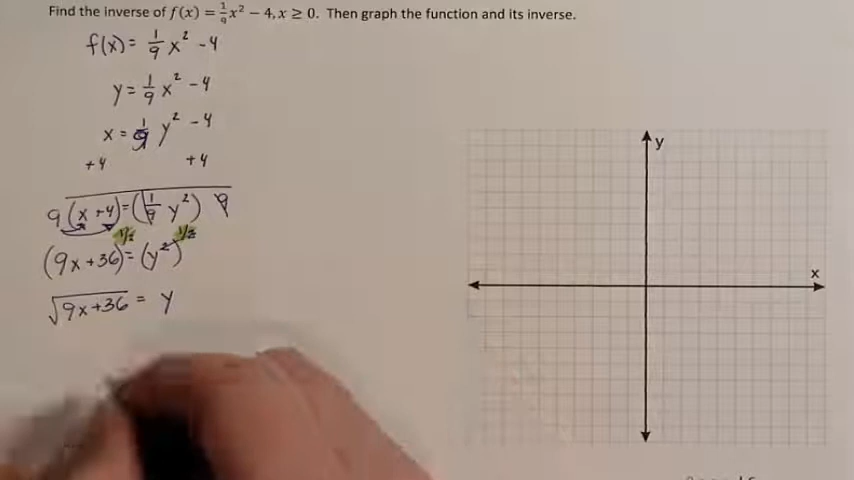 Find the inverse of f(x) = 1/9 x² − 4, x ≥ 0. Then graph the function and its inverse.
f(x) = 1/9 x² - 4
y = 1/9 x² - 4
x = 1/9 y² - 4
+4 +4
9(x+4) = (1/9 y²) 9
(9x+36)^1/2 = (y²)^1/2
√9x+36 = y
y
x